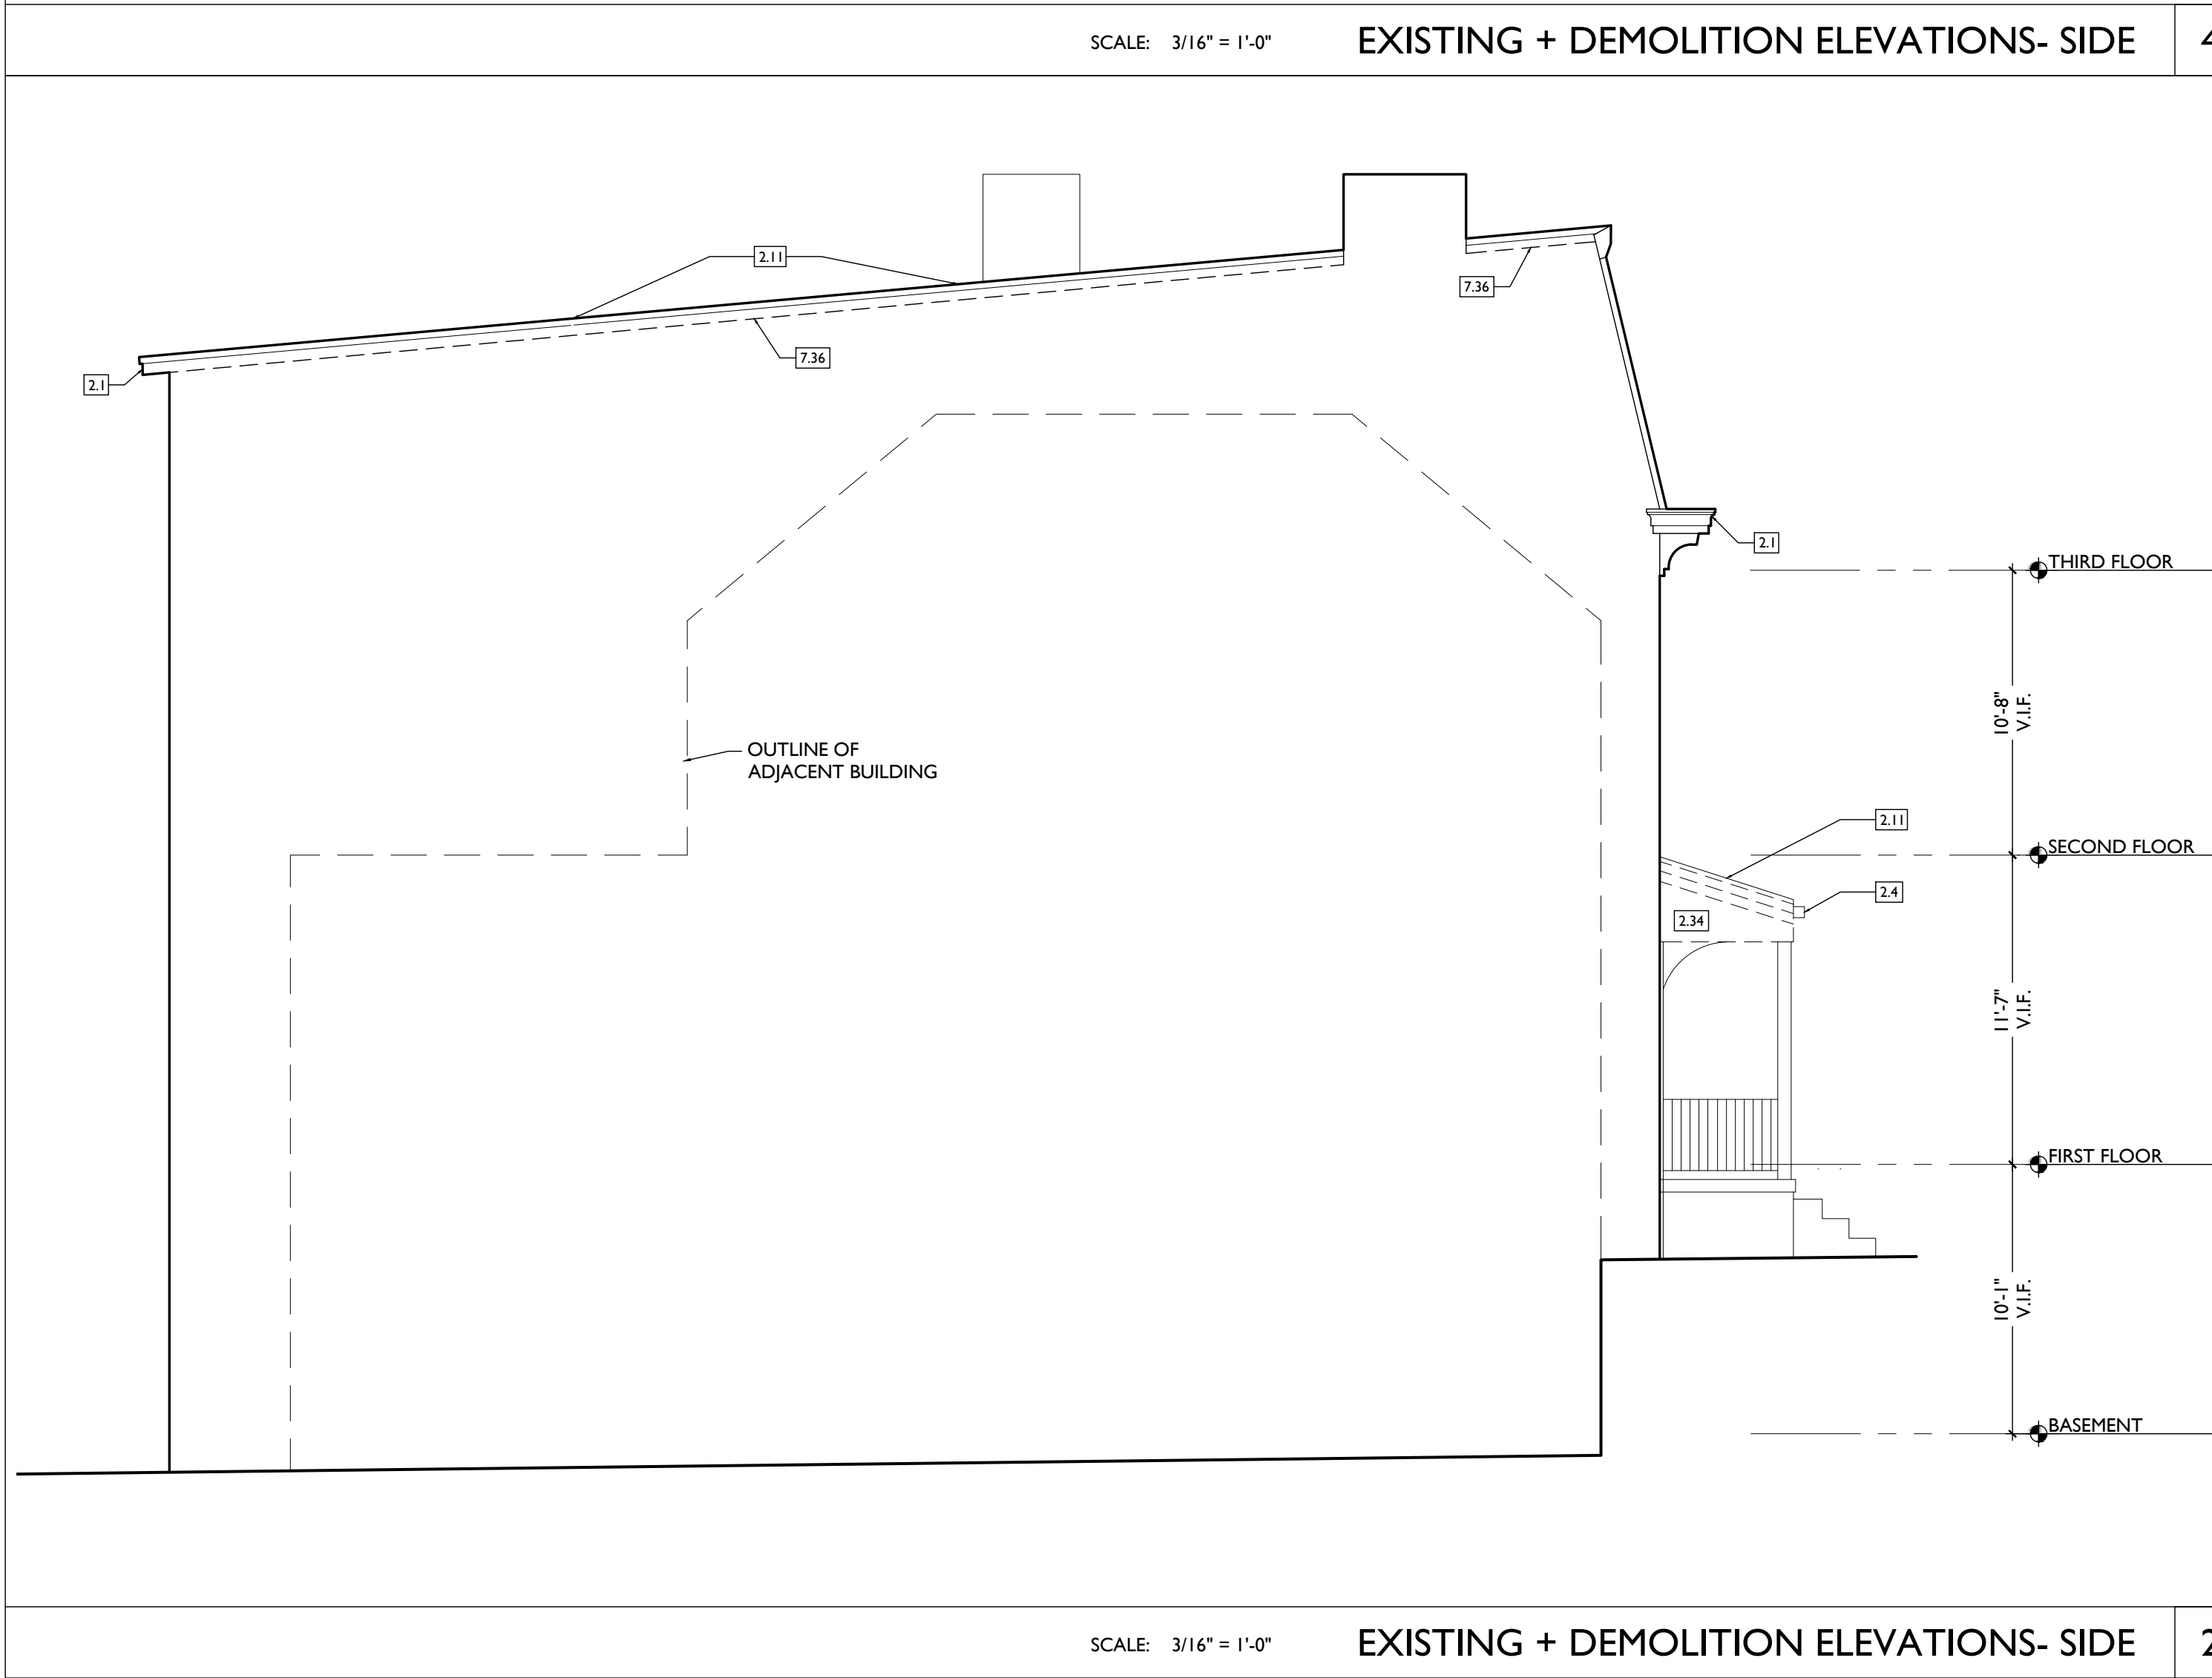 SCALE: 3/16" = 1'-0" EXISTING + DEMOLITION ELEVATIONS- SIDE
2.11
7.36
7.36
2.1
2.1
THIRD FLOOR
10'-8"
V.I.F.
OUTLINE OF
ADJACENT BUILDING
2.11
SECOND FLOOR
2.4
2.34
11'-7"
V.I.F.
FIRST FLOOR
10'-1"
V.I.F.
BASEMENT
SCALE: 3/16" = 1'-0" EXISTING + DEMOLITION ELEVATIONS- SIDE